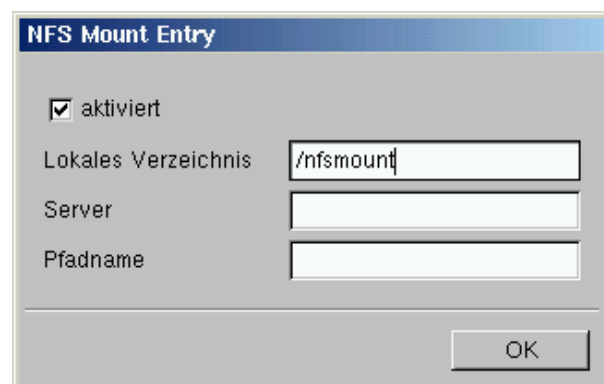 NFS Mount Entry
aktiviert
Lokales Verzeichnis /nfsmount
Server
Pfadname
OK